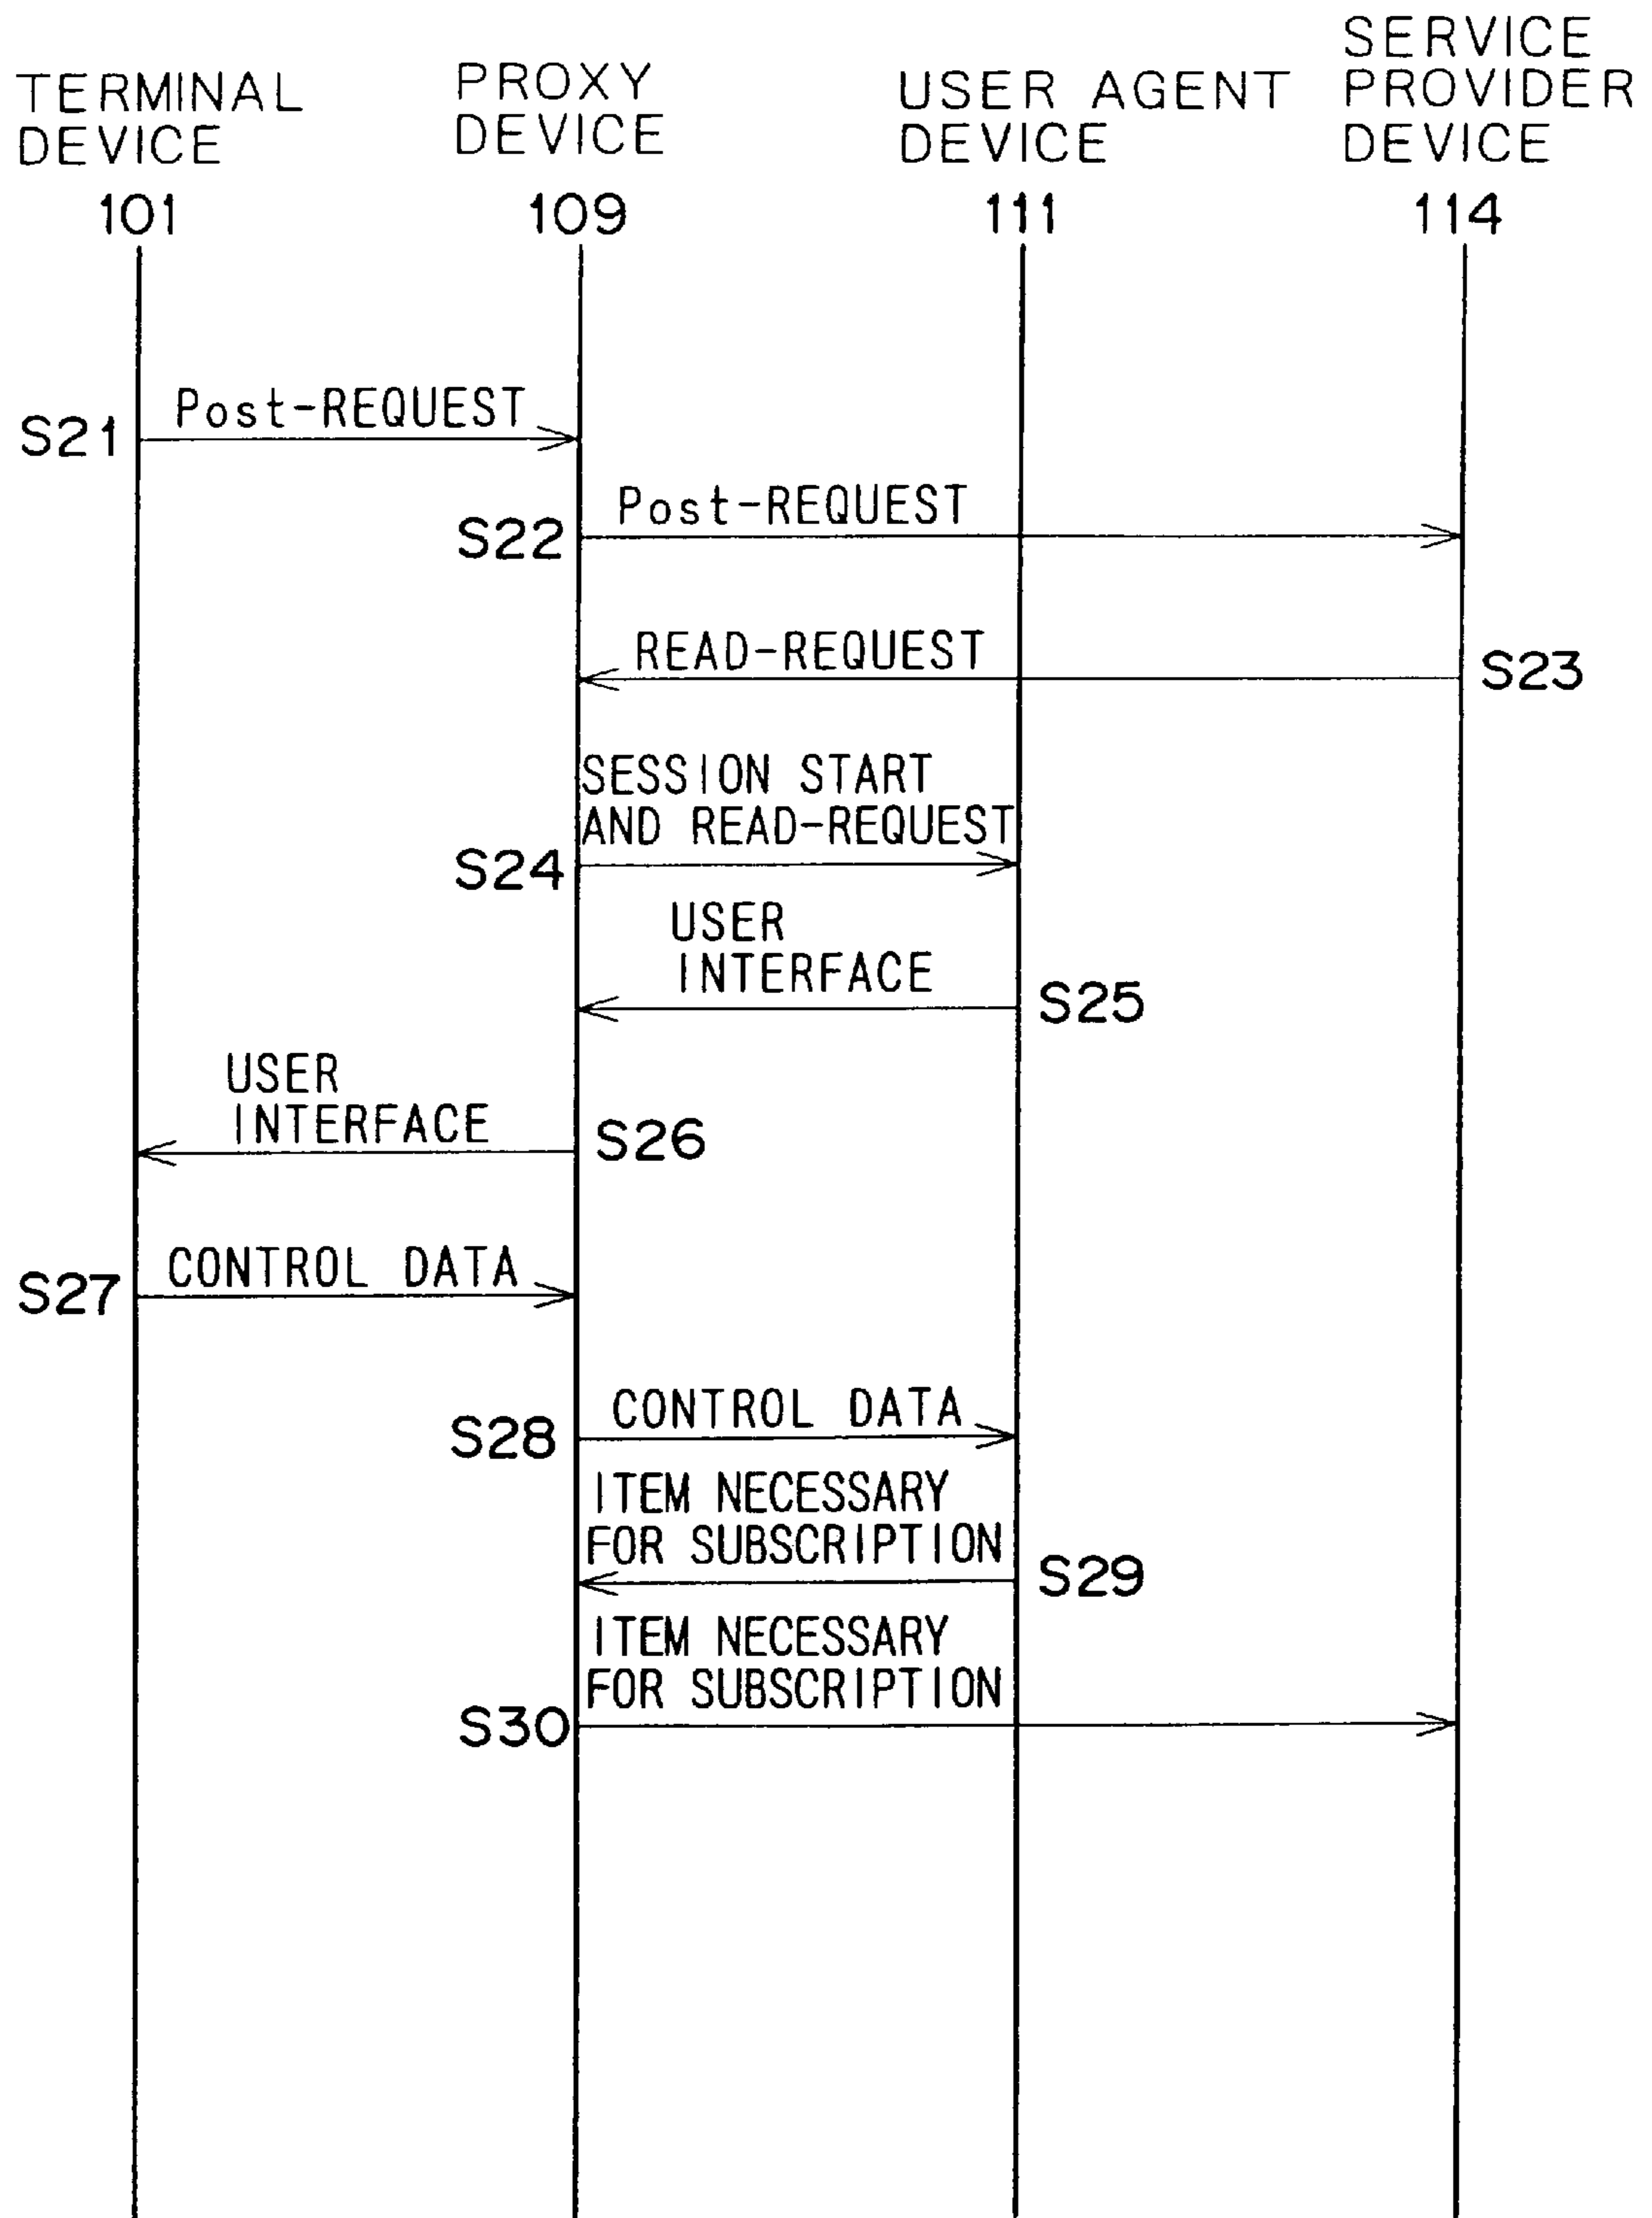 TERMINAL
DEVICE
101
PROXY
DEVICE
109
USER AGENT
DEVICE
111
SERVICE
PROVIDER
DEVICE
114
S21
Post-REQUEST
S22
Post-REQUEST
READ-REQUEST
S23
SESSION START
AND READ-REQUEST
S24
USER
INTERFACE
S25
USER
INTERFACE
S26
S27
CONTROL DATA
S28
CONTROL DATA
ITEM NECESSARY
FOR SUBSCRIPTION
S29
ITEM NECESSARY
FOR SUBSCRIPTION
S30